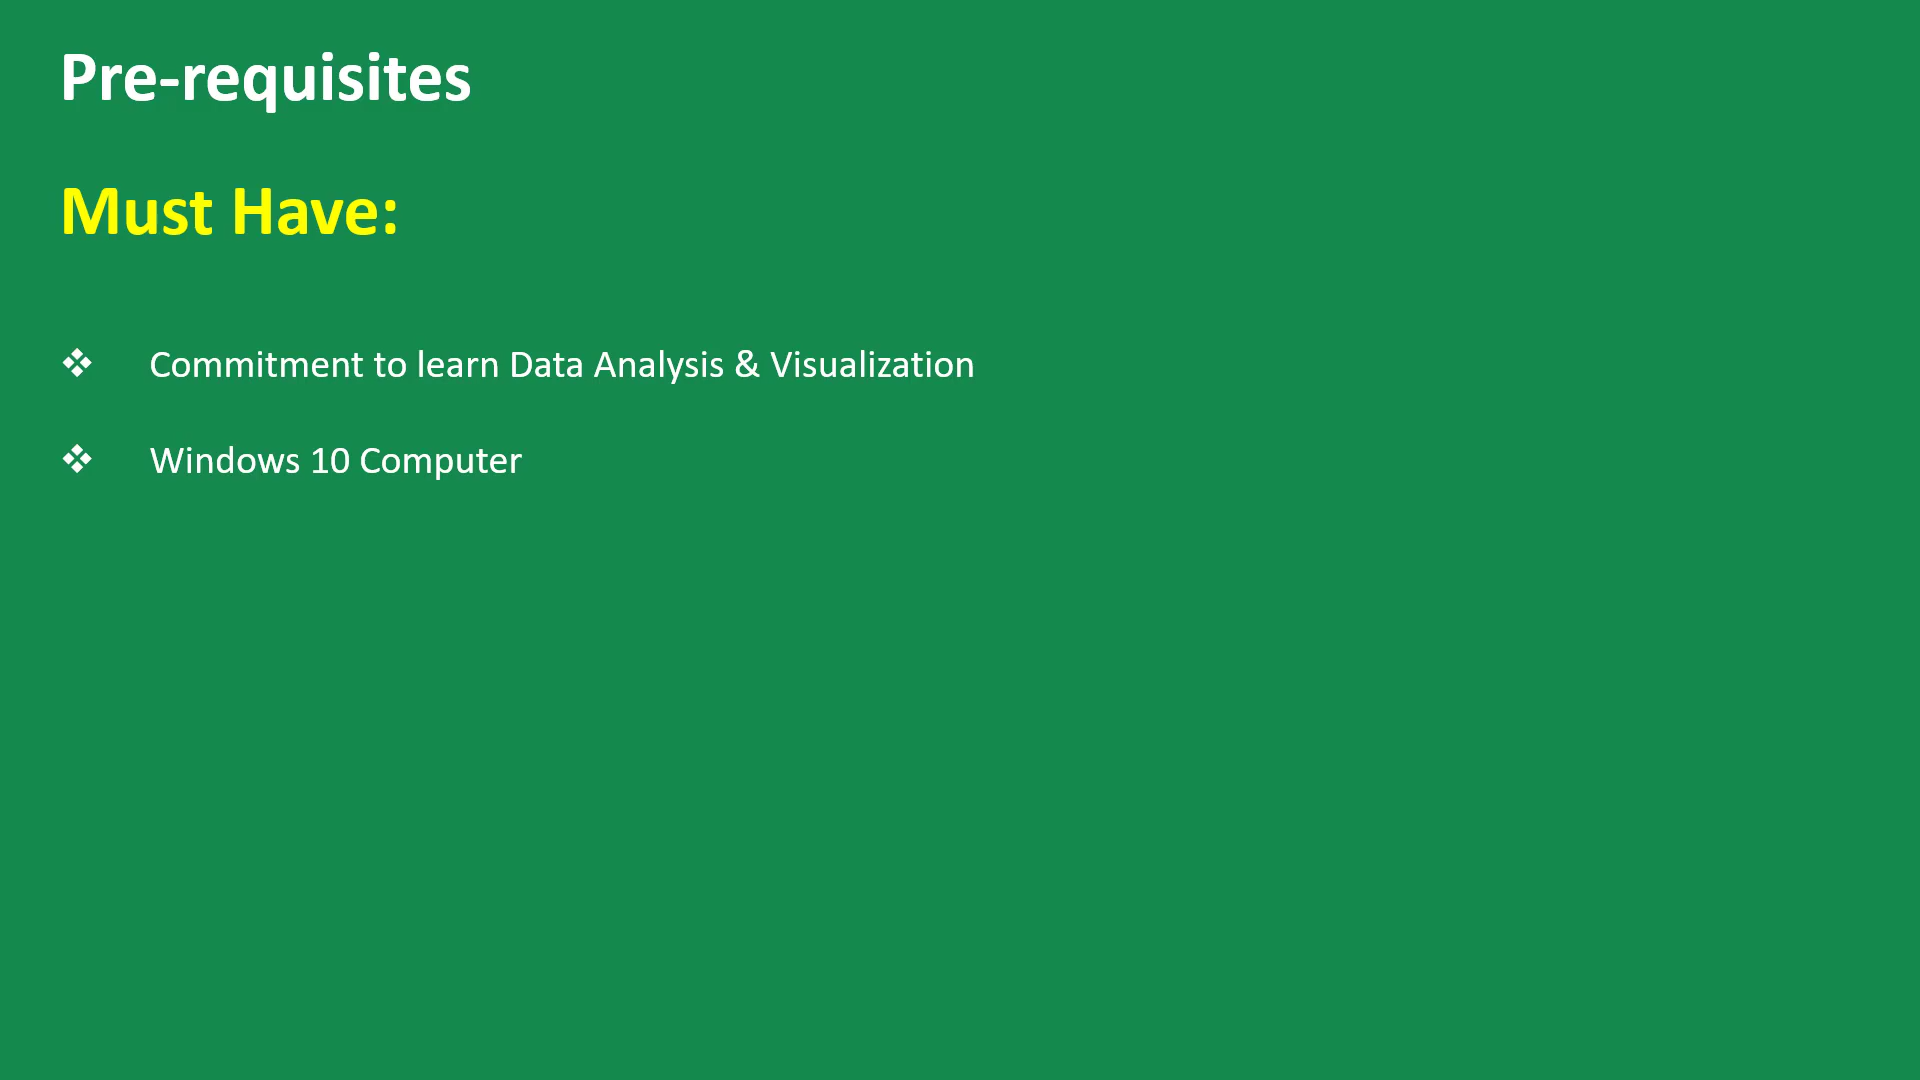 Pre-requisites
Must Have:
❖ Commitment to learn Data Analysis & Visualization
❖ Windows 10 Computer